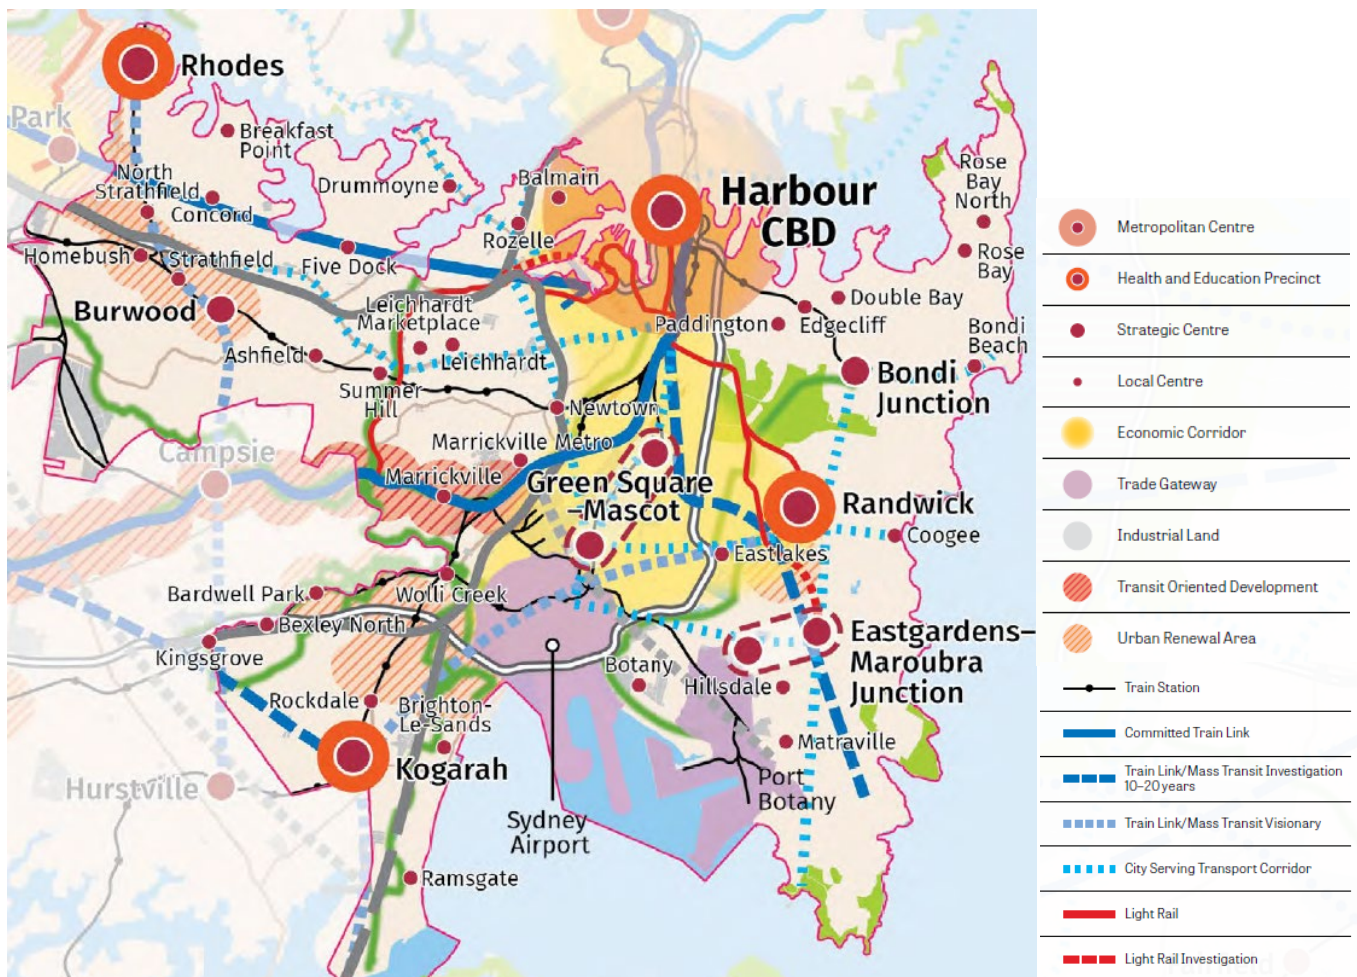 Rhodes
Park
Breakfast
Point
North
Strathfield
Concord
Drummoyne
Balmain
Harbour
CBD
Rose
Bay
North
Rozelle
Homebush
Strathfield
Five Dock
Rose
Bay
Burwood
Leichhardt
Marketplace
Double Bay
Paddington
Edgecliff
Bondi
Beach
Ashfield
Leichhardt
Summer
Hill
Bondi
Junction
Newtown
Campsie
Marrickville Metro
Marrickville
Green Square
–Mascot
Randwick
Coogee
Eastlakes
Bardwell Park
Wolli Creek
Bexley North
Kingsgrove
Eastgardens–
Maroubra
Junction
Botany
Hillsdale
Rockdale
Brighton-
Le-Sands
Matraville
Kogarah
Hurstville
Port
Botany
Sydney
Airport
Ramsgate
Metropolitan Centre
Health and Education Precinct
Strategic Centre
Local Centre
Economic Corridor
Trade Gateway
Industrial Land
Transit Oriented Development
Urban Renewal Area
Train Station
Committed Train Link
Train Link/Mass Transit Investigation
10–20 years
Train Link/Mass Transit Visionary
City Serving Transport Corridor
Light Rail
Light Rail Investigation